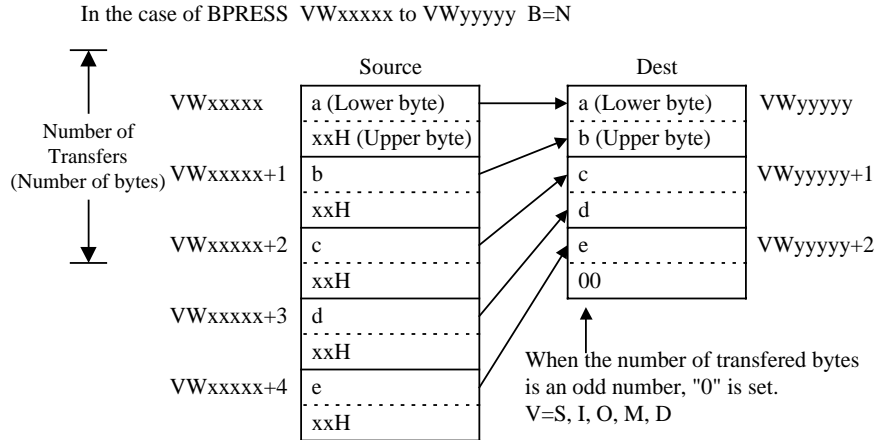 In the case of BPRESS VWxxxxx to VWyyyyy B=N
Source
Dest
VWxxxxx
a (Lower byte)
a (Lower byte)
VWyyyyy
xxH (Upper byte)
b (Upper byte)
Number of
Transfers
(Number of bytes)
VWxxxxx+1
b
c
VWyyyyy+1
xxH
d
VWxxxxx+2
c
e
VWyyyyy+2
xxH
00
VWxxxxx+3
d
xxH
VWxxxxx+4
e
xxH
When the number of transfered bytes
is an odd number, "0" is set.
V=S, I, O, M, D